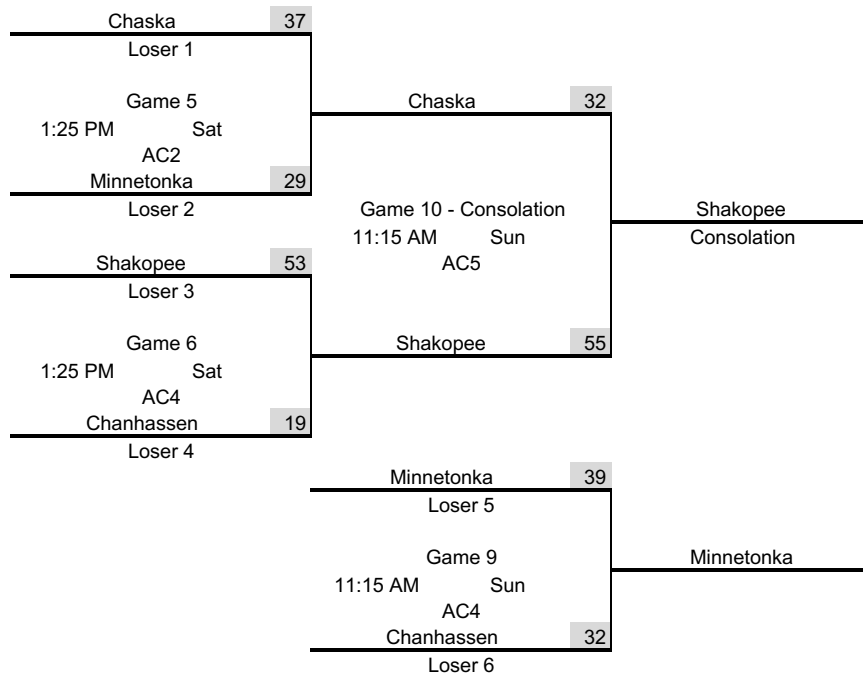 Chaska 37
Loser 1
Game 5
1:25 PM Sat
AC2
Minnetonka 29
Loser 2
Shakopee 53
Loser 3
Game 6
1:25 PM Sat
AC4
Chanhassen 19
Loser 4
Chaska 32
Game 10 - Consolation
11:15 AM Sun
AC5
Shakopee 55
Shakopee
Consolation
Minnetonka 39
Loser 5
Game 9
11:15 AM Sun
AC4
Chanhassen 32
Loser 6
Minnetonka